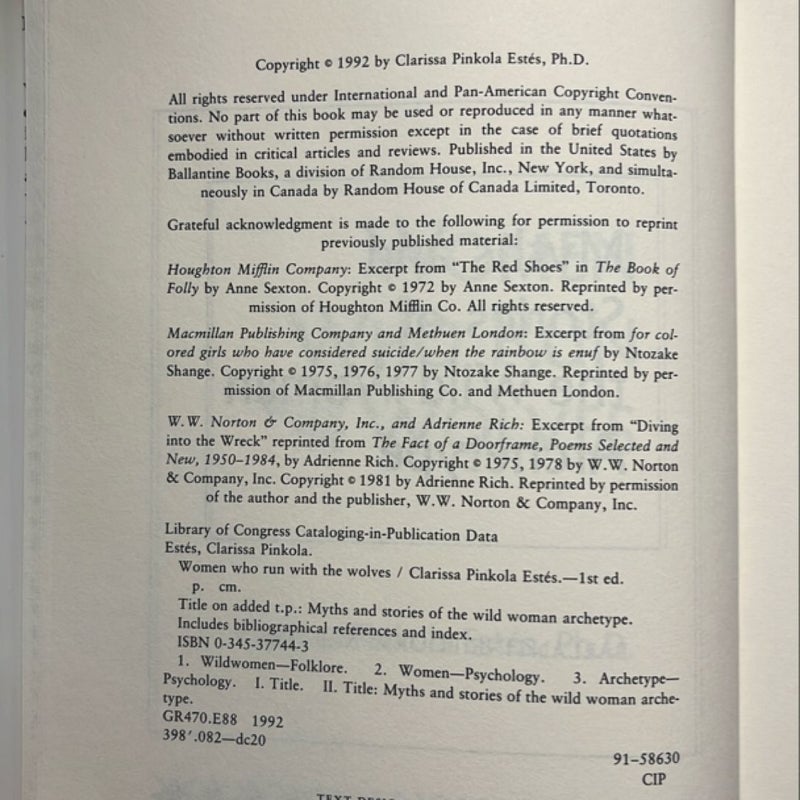 Copyright © 1992 by Clarissa Pinkola Estés, Ph.D.
All rights reserved under International and Pan-American Copyright Conven-
tions. No part of this book may be used or reproduced in any manner what-
soever without written permission except in the case of brief quotations
embodied in critical articles and reviews. Published in the United States by
Ballantine Books, a division of Random House, Inc., New York, and simulta-
neously in Canada by Random House of Canada Limited, Toronto.
Grateful acknowledgment is made to the following for permission to reprint
previously published material:
Houghton Mifflin Company: Excerpt from “The Red Shoes” in The Book of
Folly by Anne Sexton. Copyright © 1972 by Anne Sexton. Reprinted by per-
mission of Houghton Mifflin Co. All rights reserved.
Macmillan Publishing Company and Methuen London: Excerpt from for col-
ored girls who have considered suicide/when the rainbow is enuf by Ntozake
Shange. Copyright © 1975, 1976, 1977 by Ntozake Shange. Reprinted by per-
mission of Macmillan Publishing Co. and Methuen London.
W.W. Norton & Company, Inc., and Adrienne Rich: Excerpt from “Diving
into the Wreck” reprinted from The Fact of a Doorframe, Poems Selected and
New, 1950–1984, by Adrienne Rich. Copyright © 1975, 1978 by W.W. Norton
& Company, Inc. Copyright © 1981 by Adrienne Rich. Reprinted by permission
of the author and the publisher, W.W. Norton & Company, Inc.
Library of Congress Cataloging-in-Publication Data
Estés, Clarissa Pinkola.
Women who run with the wolves / Clarissa Pinkola Estés.—1st ed.
p. cm.
Title on added t.p.: Myths and stories of the wild woman archetype.
Includes bibliographical references and index.
ISBN 0-345-37744-3
1. Wildwomen—Folklore. 2. Women—Psychology. 3. Archetype—
Psychology. I. Title. II. Title: Myths and stories of the wild woman arche-
type.
GR470.E88 1992
398′.082—dc20
91–58630
CIP